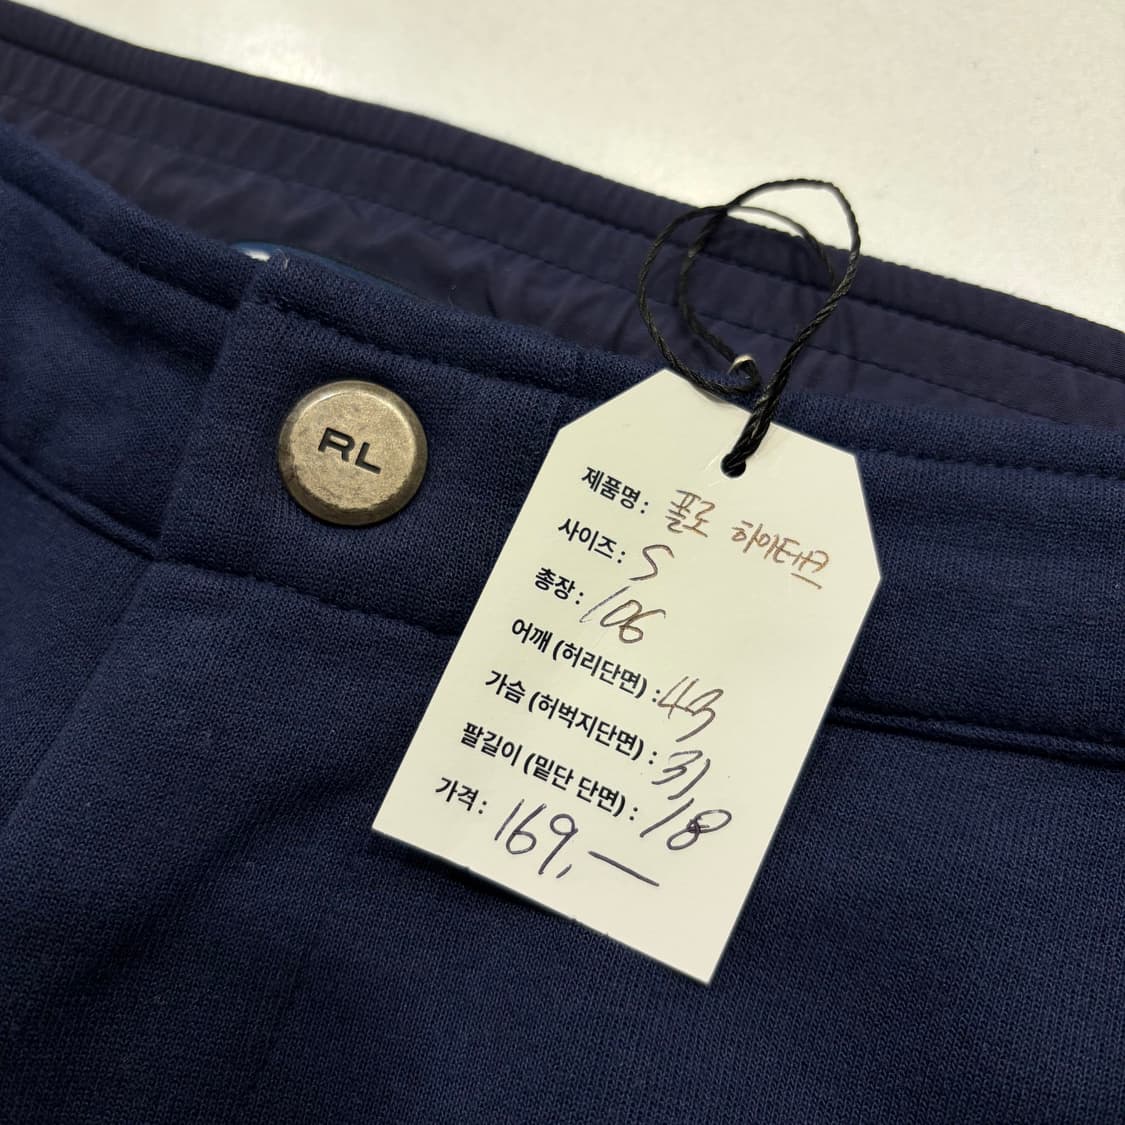 RL
제품명: 폴로 하이테크
사이즈: S
총장: 106
어깨 (허리단면) : 43
가슴 (허벅지단면) : 31
팔길이 (밑단 단면) : 18
가격: 169,—